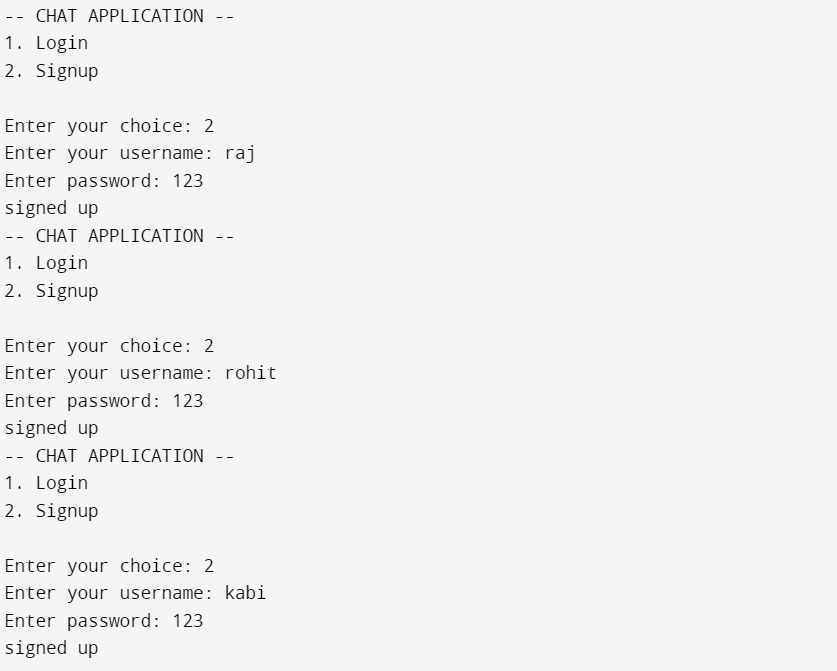 -- CHAT APPLICATION --
1. Login
2. Signup

Enter your choice: 2
Enter your username: raj
Enter password: 123
signed up
-- CHAT APPLICATION --
1. Login
2. Signup

Enter your choice: 2
Enter your username: rohit
Enter password: 123
signed up
-- CHAT APPLICATION --
1. Login
2. Signup

Enter your choice: 2
Enter your username: kabi
Enter password: 123
signed up